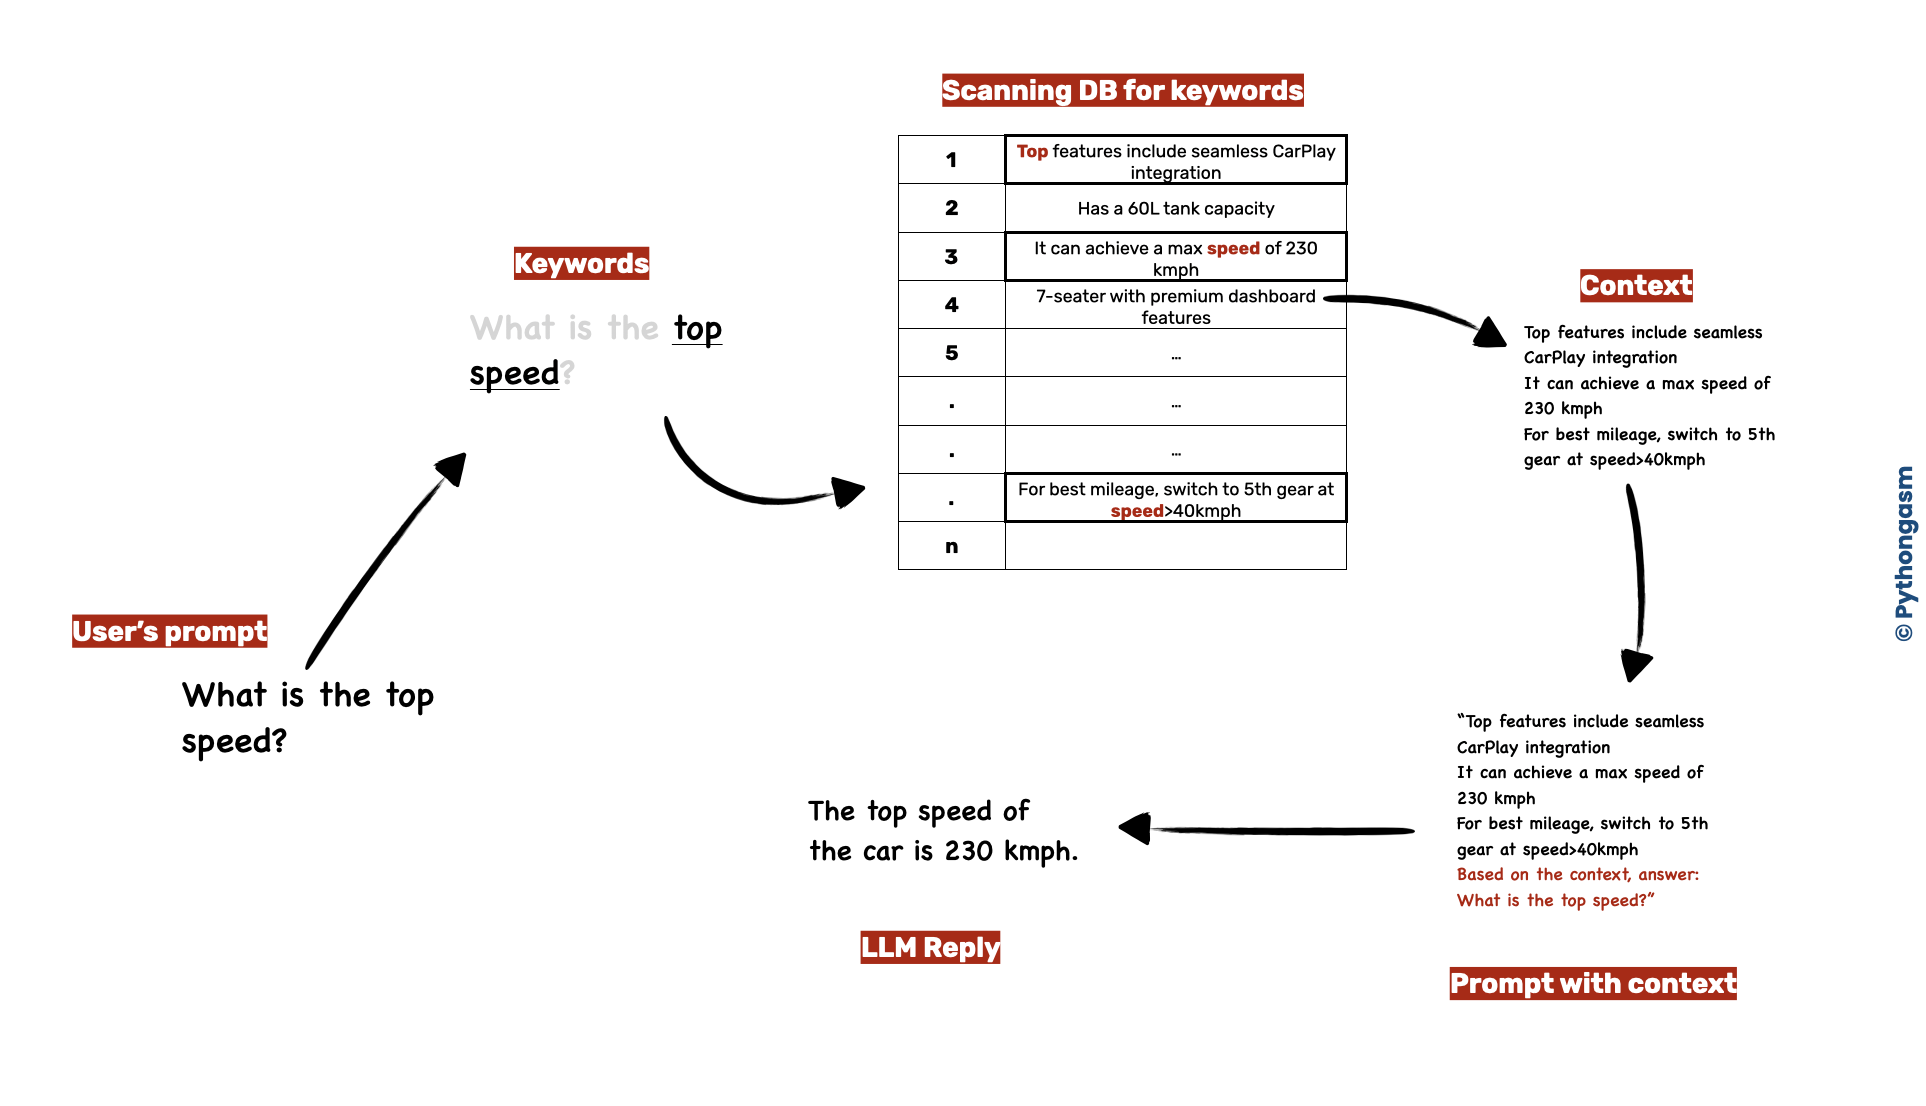 Scanning DB for keywords
1
Top features include seamless CarPlay
integration
2
Has a 60L tank capacity
3
It can achieve a max speed of 230
kmph
4
7-seater with premium dashboard
features
5
...
.
...
.
...
.
For best mileage, switch to 5th gear at
speed>40kmph
n
Keywords
What is the top
speed?
User's prompt
What is the top
speed?
Context
Top features include seamless
CarPlay integration
It can achieve a max speed of
230 kmph
For best mileage, switch to 5th
gear at speed>40kmph
"Top features include seamless
CarPlay integration
It can achieve a max speed of
230 kmph
For best mileage, switch to 5th
gear at speed>40kmph
Based on the context, answer:
What is the top speed?"
Prompt with context
The top speed of
the car is 230 kmph.
LLM Reply
© Pythongasm